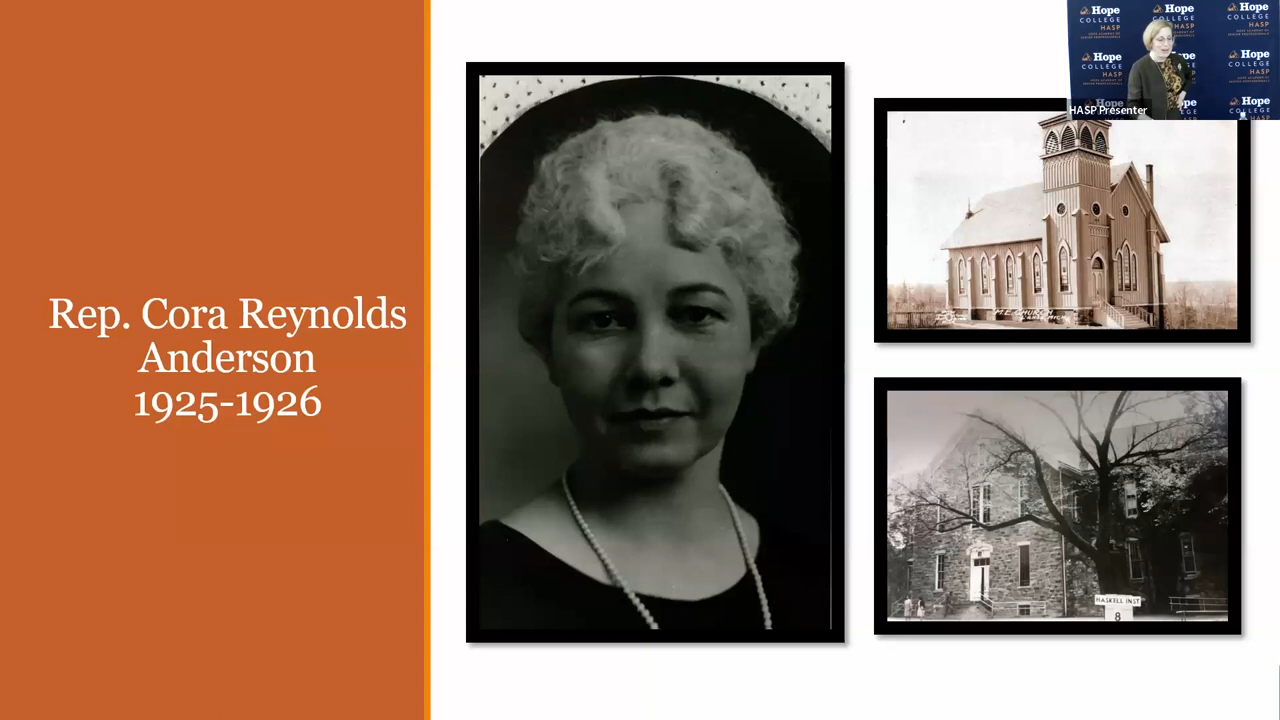 Rep. Cora Reynolds
Anderson
1925-1926
Hope
COLLEGE
HASP
HASP Presenter
M.E. CHURCH
HASKELL INST
8